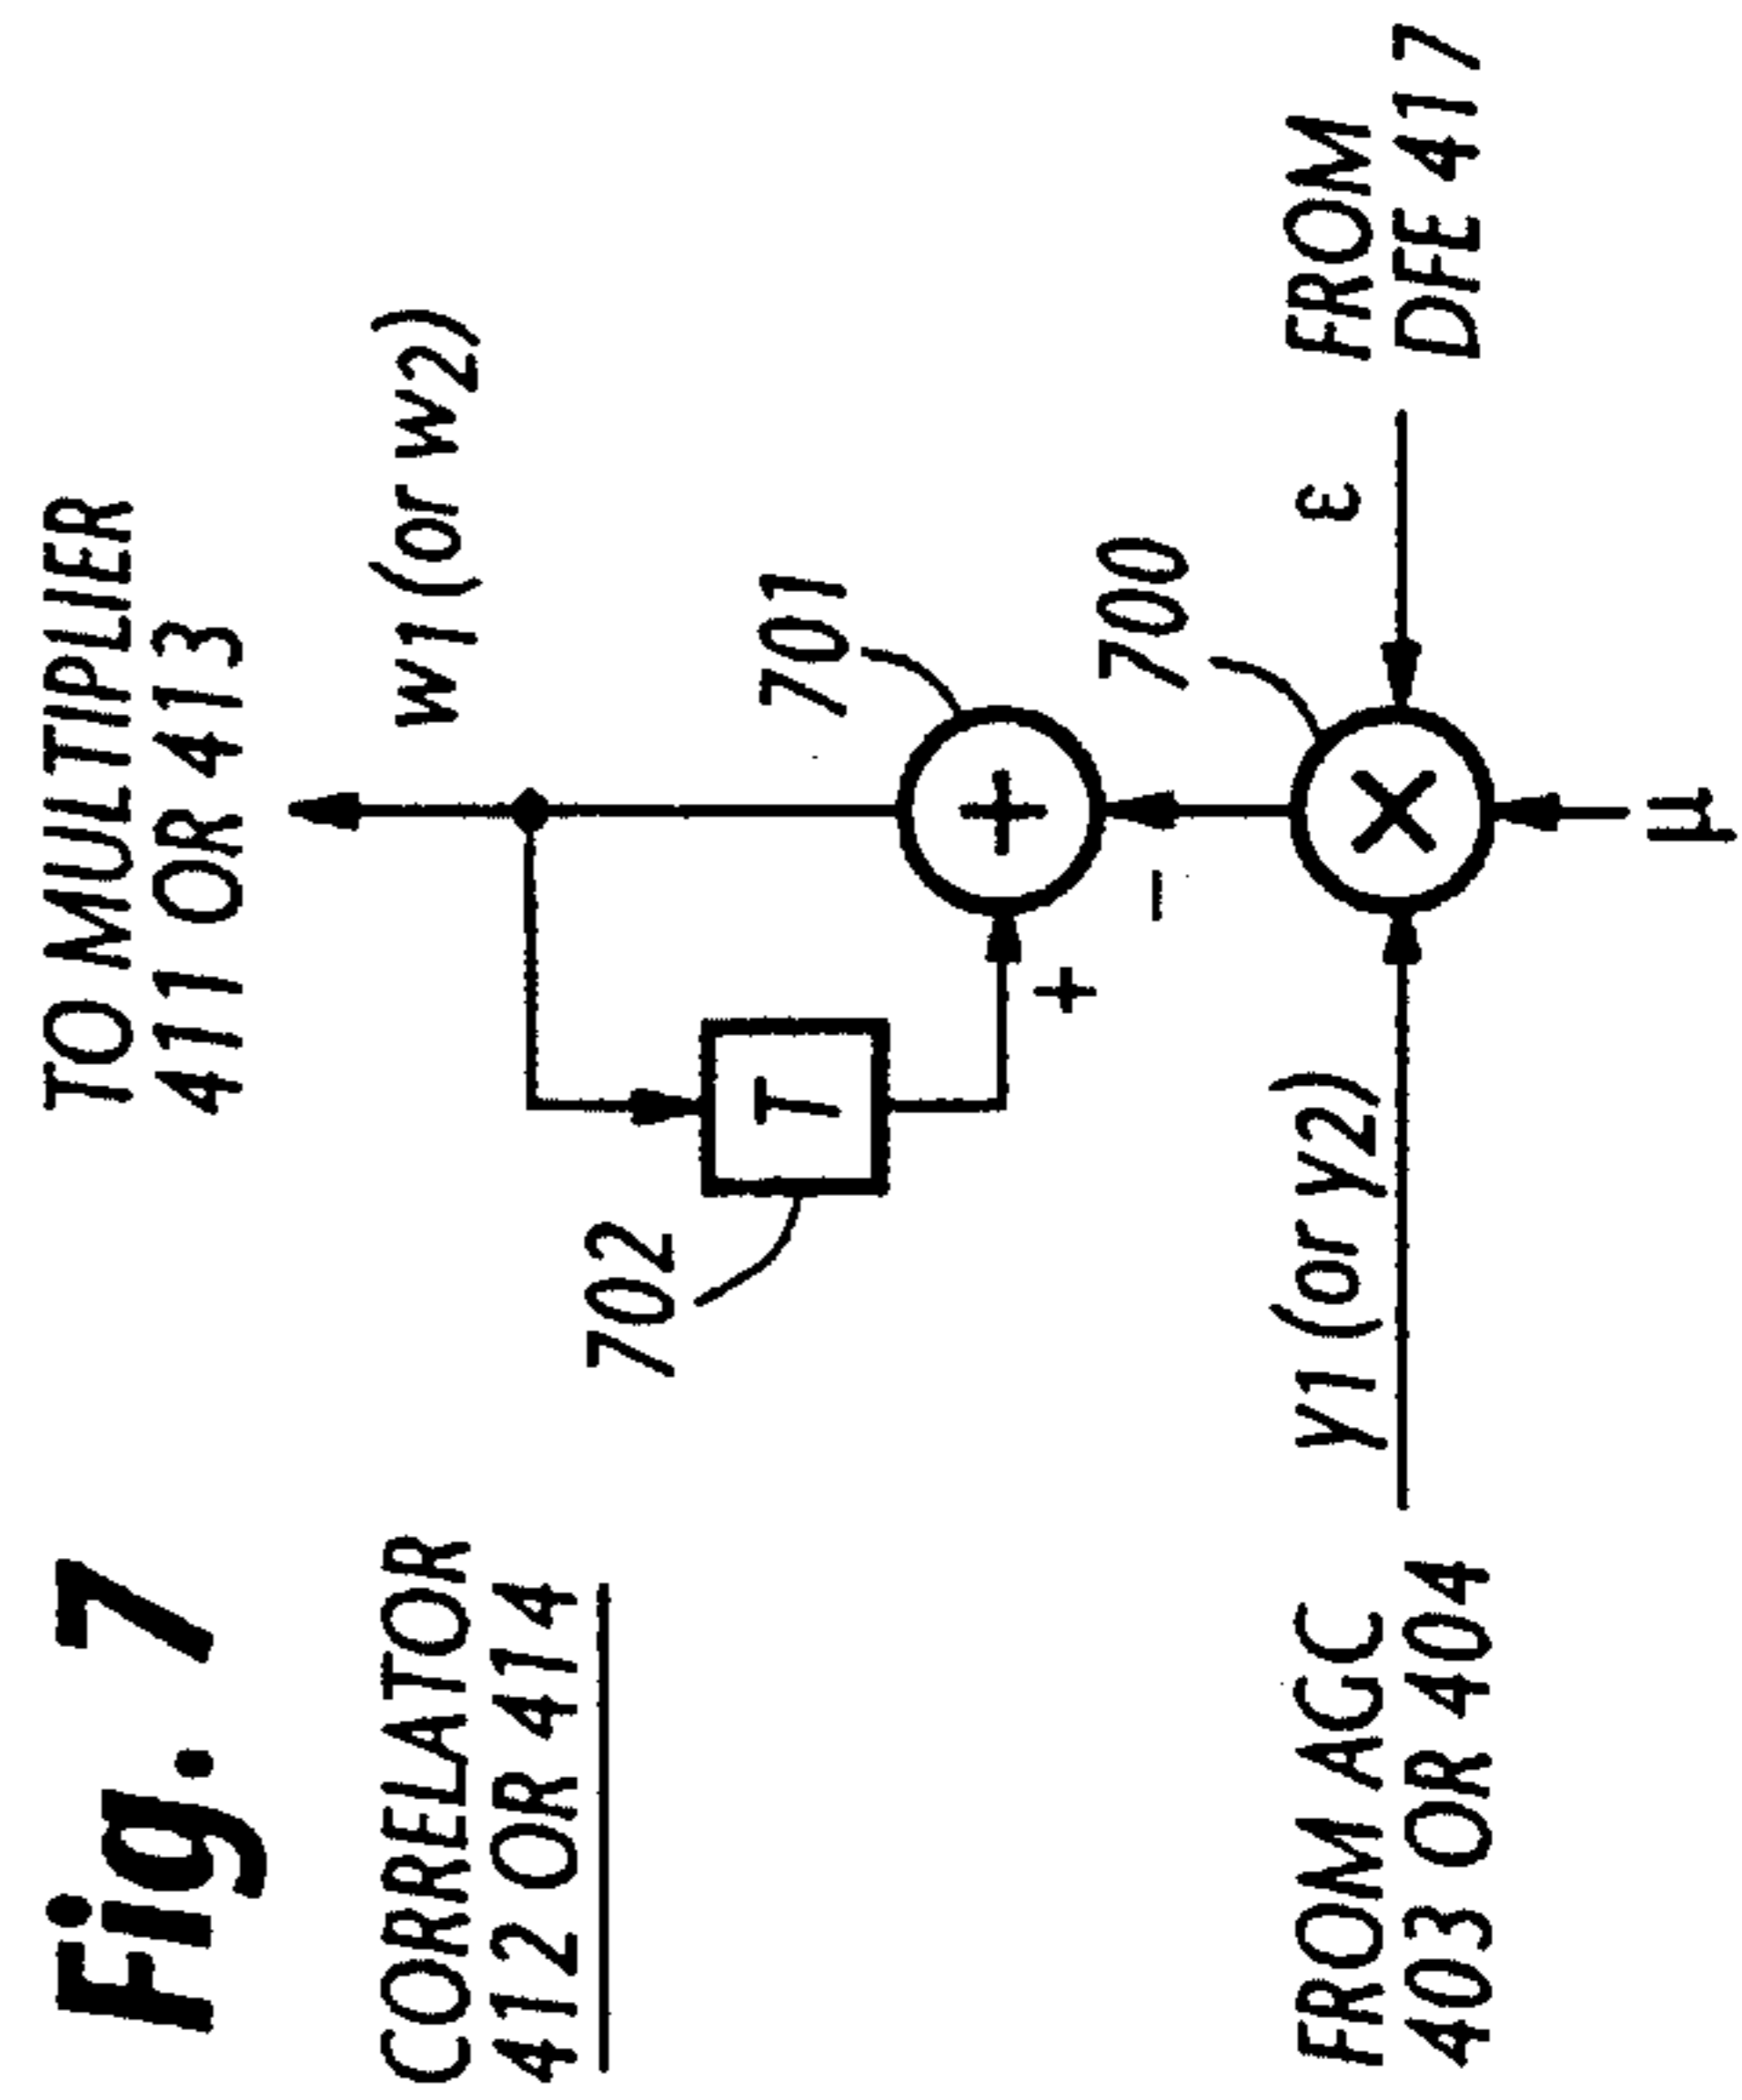 Fig. 7
CORRELATOR
412 OR 414
TO MULTIPLIER
411 OR 413
w1 (or w2)
702
T
701
+
+
−
700
×
y1 (or y2)
ε
μ
FROM AGC
403 OR 404
FROM
DFE 417